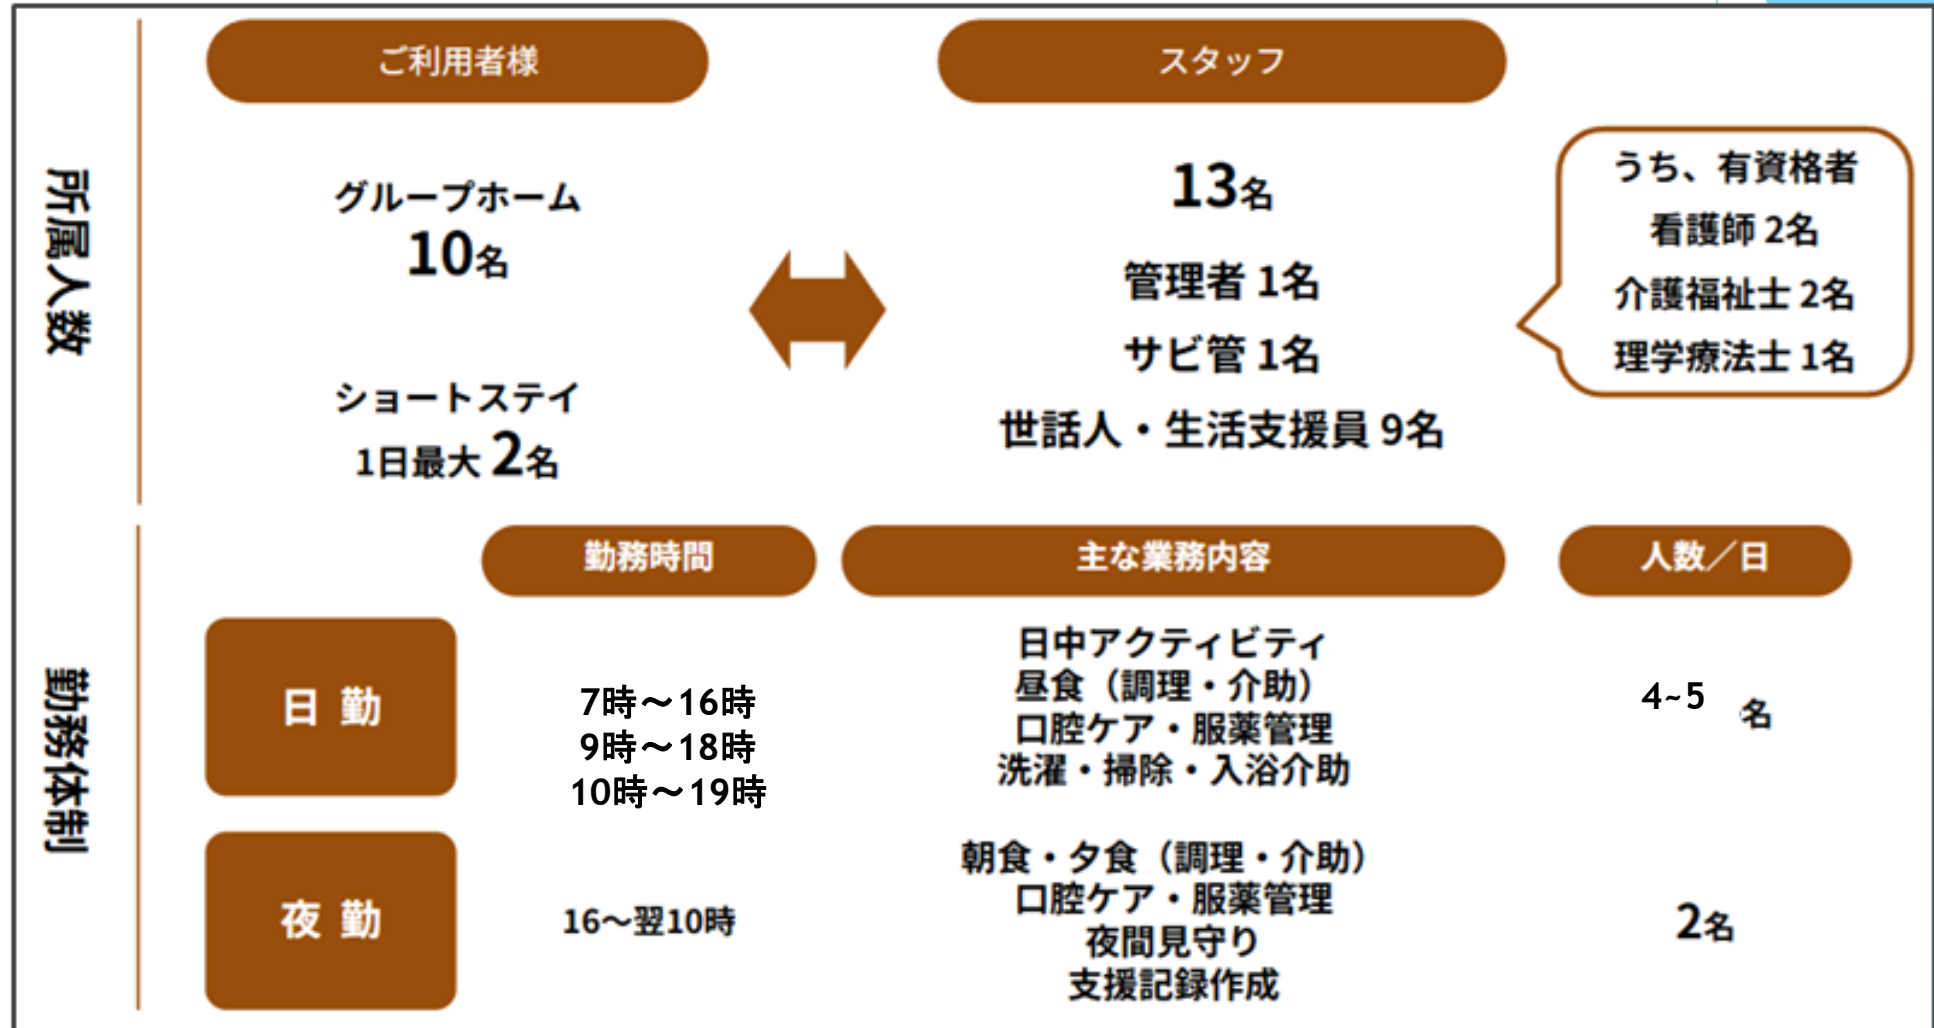 所属人数
ご利用者様
グループホーム
10名
ショートステイ
1日最大 2名
スタッフ
13名
管理者 1名
サビ管 1名
世話人・生活支援員 9名
うち、有資格者
看護師 2名
介護福祉士 2名
理学療法士 1名
勤務体制
勤務時間
主な業務内容
人数／日
日 勤
7時～16時
9時～18時
10時～19時
日中アクティビティ
昼食（調理・介助）
口腔ケア・服薬管理
洗濯・掃除・入浴介助
4~5 名
夜 勤
16～翌10時
朝食・夕食（調理・介助）
口腔ケア・服薬管理
夜間見守り
支援記録作成
2名